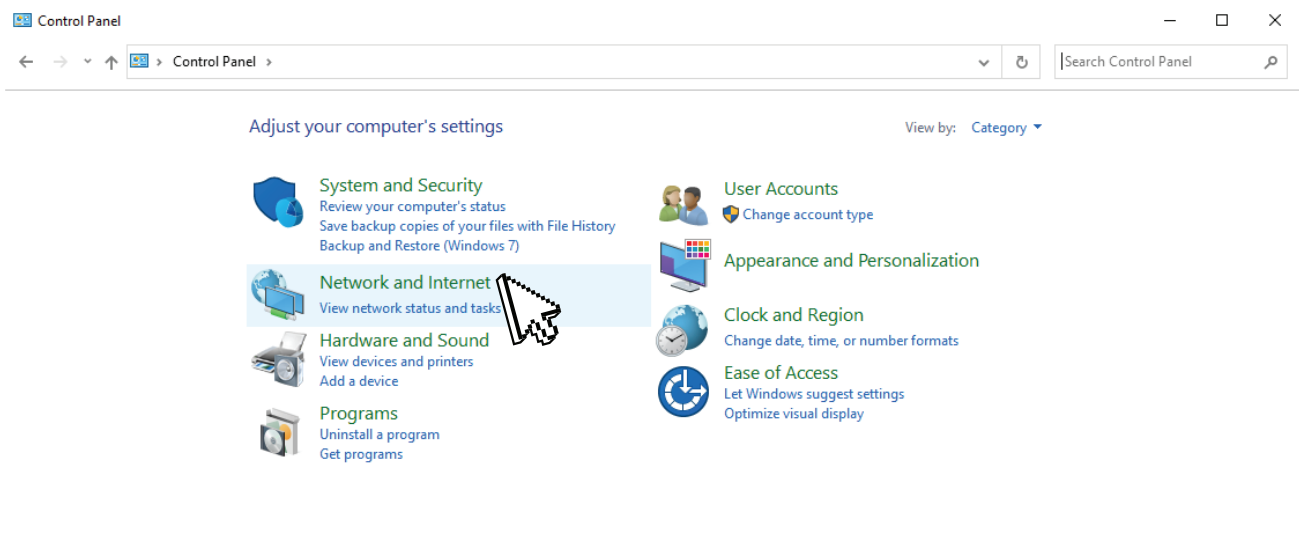 Control Panel
Control Panel
Search Control Panel
Adjust your computer's settings
View by: Category
System and Security
Review your computer's status
Save backup copies of your files with File History
Backup and Restore (Windows 7)
Network and Internet
View network status and tasks
Hardware and Sound
View devices and printers
Add a device
Programs
Uninstall a program
Get programs
User Accounts
Change account type
Appearance and Personalization
Clock and Region
Change date, time, or number formats
Ease of Access
Let Windows suggest settings
Optimize visual display